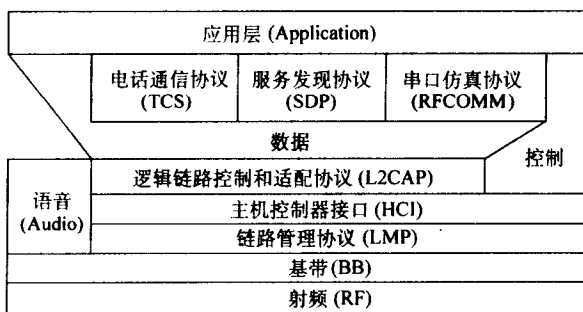 应用层 (Application)
电话通信协议
(TCS)
服务发现协议
(SDP)
串口仿真协议
(RFCOMM)
数据
控制
语音
(Audio)
逻辑链路控制和适配协议 (L2CAP)
主机控制器接口 (HCI)
链路管理协议 (LMP)
基带 (BB)
射频 (RF)